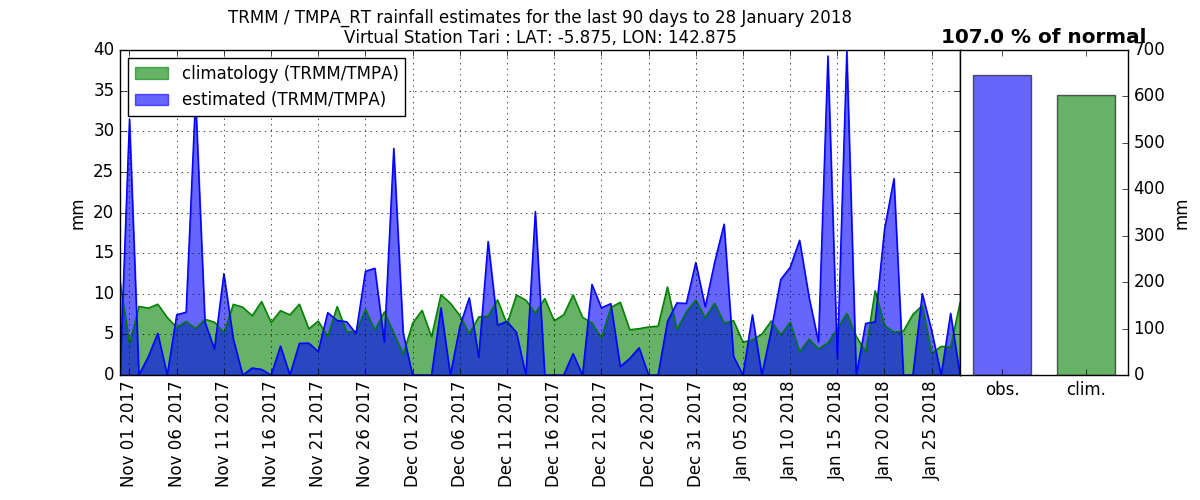 TRMM / TMPA_RT rainfall estimates for the last 90 days to 28 January 2018
Virtual Station Tari : LAT: -5.875, LON: 142.875
107.0 % of normal
climatology (TRMM/TMPA)
estimated (TRMM/TMPA)
mm
40
35
30
25
20
15
10
5
0
700
600
500
400
300
200
100
0
mm
Nov 01 2017
Nov 06 2017
Nov 11 2017
Nov 16 2017
Nov 21 2017
Nov 26 2017
Dec 01 2017
Dec 06 2017
Dec 11 2017
Dec 16 2017
Dec 21 2017
Dec 26 2017
Dec 31 2017
Jan 05 2018
Jan 10 2018
Jan 15 2018
Jan 20 2018
Jan 25 2018
obs.
clim.